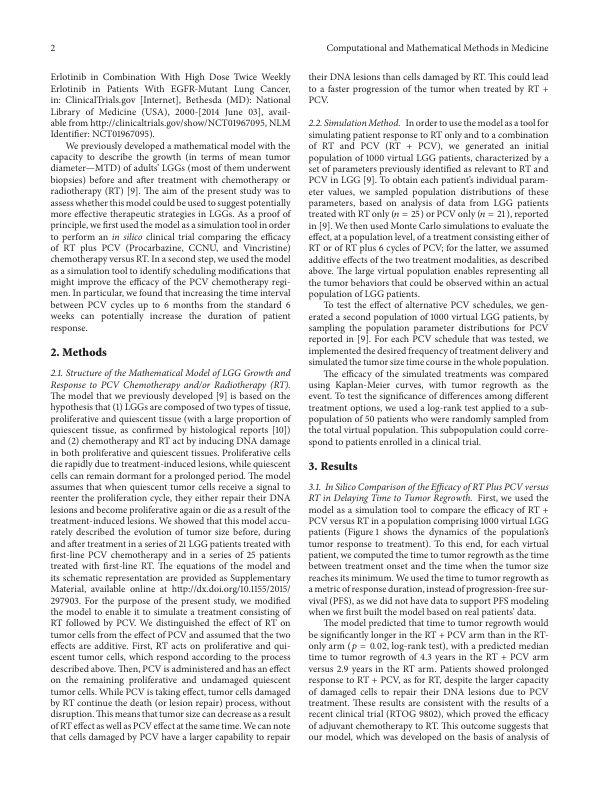 2
Computational and Mathematical Methods in Medicine
Erlotinib in Combination With High Dose Twice Weekly
Erlotinib in Patients With EGFR-Mutant Lung Cancer,
in: ClinicalTrials.gov [Internet], Bethesda (MD): National
Library of Medicine (USA), 2000-[2014 June 03], avail-
able from http://clinicaltrials.gov/show/NCT01967095, NLM
Identifier: NCT01967095).
We previously developed a mathematical model with the
capacity to describe the growth (in terms of mean tumor
diameter—MTD) of adults' LGGs (most of them underwent
biopsies) before and after treatment with chemotherapy or
radiotherapy (RT) [9]. The aim of the present study was to
assess whether this model could be used to suggest potentially
more effective therapeutic strategies in LGGs. As a proof of
principle, we first used the model as a simulation tool in order
to perform an in silico clinical trial comparing the efficacy
of RT plus PCV (Procarbazine, CCNU, and Vincristine)
chemotherapy versus RT. In a second step, we used the model
as a simulation tool to identify scheduling modifications that
might improve the efficacy of the PCV chemotherapy regi-
men. In particular, we found that increasing the time interval
between PCV cycles up to 6 months from the standard 6
weeks can potentially increase the duration of patient
response.
2. Methods
2.1. Structure of the Mathematical Model of LGG Growth and
Response to PCV Chemotherapy and/or Radiotherapy (RT).
The model that we previously developed [9] is based on the
hypothesis that (1) LGGs are composed of two types of tissue,
proliferative and quiescent tissue (with a large proportion of
quiescent tissue, as confirmed by histological reports [10])
and (2) chemotherapy and RT act by inducing DNA damage
in both proliferative and quiescent tissues. Proliferative cells
die rapidly due to treatment-induced lesions, while quiescent
cells can remain dormant for a prolonged period. The model
assumes that when quiescent tumor cells receive a signal to
reenter the proliferation cycle, they either repair their DNA
lesions and become proliferative again or die as a result of the
treatment-induced lesions. We showed that this model accu-
rately described the evolution of tumor size before, during
and after treatment in a series of 21 LGG patients treated with
first-line PCV chemotherapy and in a series of 25 patients
treated with first-line RT. The equations of the model and
its schematic representation are provided as Supplementary
Material, available online at http://dx.doi.org/10.1155/2015/
297903. For the purpose of the present study, we modified
the model to enable it to simulate a treatment consisting of
RT followed by PCV. We distinguished the effect of RT on
tumor cells from the effect of PCV and assumed that the two
effects are additive. First, RT acts on proliferative and qui-
escent tumor cells, which respond according to the process
described above. Then, PCV is administered and has an effect
on the remaining proliferative and undamaged quiescent
tumor cells. While PCV is taking effect, tumor cells damaged
by RT continue the death (or lesion repair) process, without
disruption. This means that tumor size can decrease as a result
of RT effect as well as PCV effect at the same time. We can note
that cells damaged by PCV have a larger capability to repair
their DNA lesions than cells damaged by RT. This could lead
to a faster progression of the tumor when treated by RT +
PCV.
2.2. Simulation Method. In order to use the model as a tool for
simulating patient response to RT only and to a combination
of RT and PCV (RT + PCV), we generated an initial
population of 1000 virtual LGG patients, characterized by a
set of parameters previously identified as relevant to RT and
PCV in LGG [9]. To obtain each patient's individual param-
eter values, we sampled population distributions of these
parameters, based on analysis of data from LGG patients
treated with RT only (n = 25) or PCV only (n = 21), reported
in [9]. We then used Monte Carlo simulations to evaluate the
effect, at a population level, of a treatment consisting either of
RT or of RT plus 6 cycles of PCV; for the latter, we assumed
additive effects of the two treatment modalities, as described
above. The large virtual population enables representing all
the tumor behaviors that could be observed within an actual
population of LGG patients.
To test the effect of alternative PCV schedules, we gen-
erated a second population of 1000 virtual LGG patients, by
sampling the population parameter distributions for PCV
reported in [9]. For each PCV schedule that was tested, we
implemented the desired frequency of treatment delivery and
simulated the tumor size time course in the whole population.
The efficacy of the simulated treatments was compared
using Kaplan-Meier curves, with tumor regrowth as the
event. To test the significance of differences among different
treatment options, we used a log-rank test applied to a sub-
population of 50 patients who were randomly sampled from
the total virtual population. This subpopulation could corre-
spond to patients enrolled in a clinical trial.
3. Results
3.1. In Silico Comparison of the Efficacy of RT Plus PCV versus
RT in Delaying Time to Tumor Regrowth. First, we used the
model as a simulation tool to compare the efficacy of RT +
PCV versus RT in a population comprising 1000 virtual LGG
patients (Figure 1 shows the dynamics of the population's
tumor response to treatment). To this end, for each virtual
patient, we computed the time to tumor regrowth as the time
between treatment onset and the time when the tumor size
reaches its minimum. We used the time to tumor regrowth as
a metric of response duration, instead of progression-free sur-
vival (PFS), as we did not have data to support PFS modeling
when we first built the model based on real patients' data.
The model predicted that time to tumor regrowth would
be significantly longer in the RT + PCV arm than in the RT-
only arm (p = 0.02, log-rank test), with a predicted median
time to tumor regrowth of 4.3 years in the RT + PCV arm
versus 2.9 years in the RT arm. Patients showed prolonged
response to RT + PCV, as for RT, despite the larger capacity
of damaged cells to repair their DNA lesions due to PCV
treatment. These results are consistent with the results of a
recent clinical trial (RTOG 9802), which proved the efficacy
of adjuvant chemotherapy to RT. This outcome suggests that
our model, which was developed on the basis of analysis of